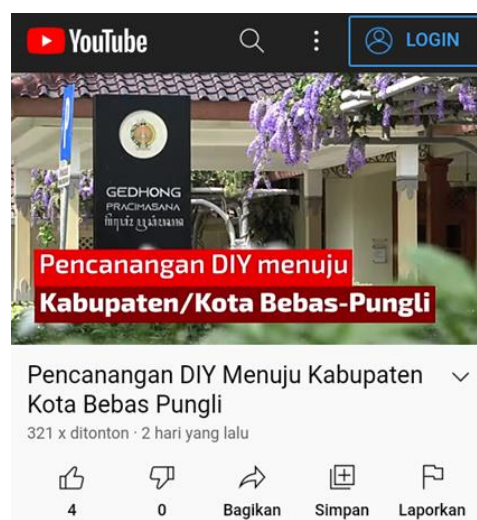 YouTube
LOGIN
GEDHONG
PRACIMASANA
Pencanangan DIY menuju
Kabupaten/Kota Bebas-Pungli
Pencanangan DIY Menuju Kabupaten
Kota Bebas Pungli
321 x ditonton · 2 hari yang lalu
4 0 Bagikan Simpan Laporkan